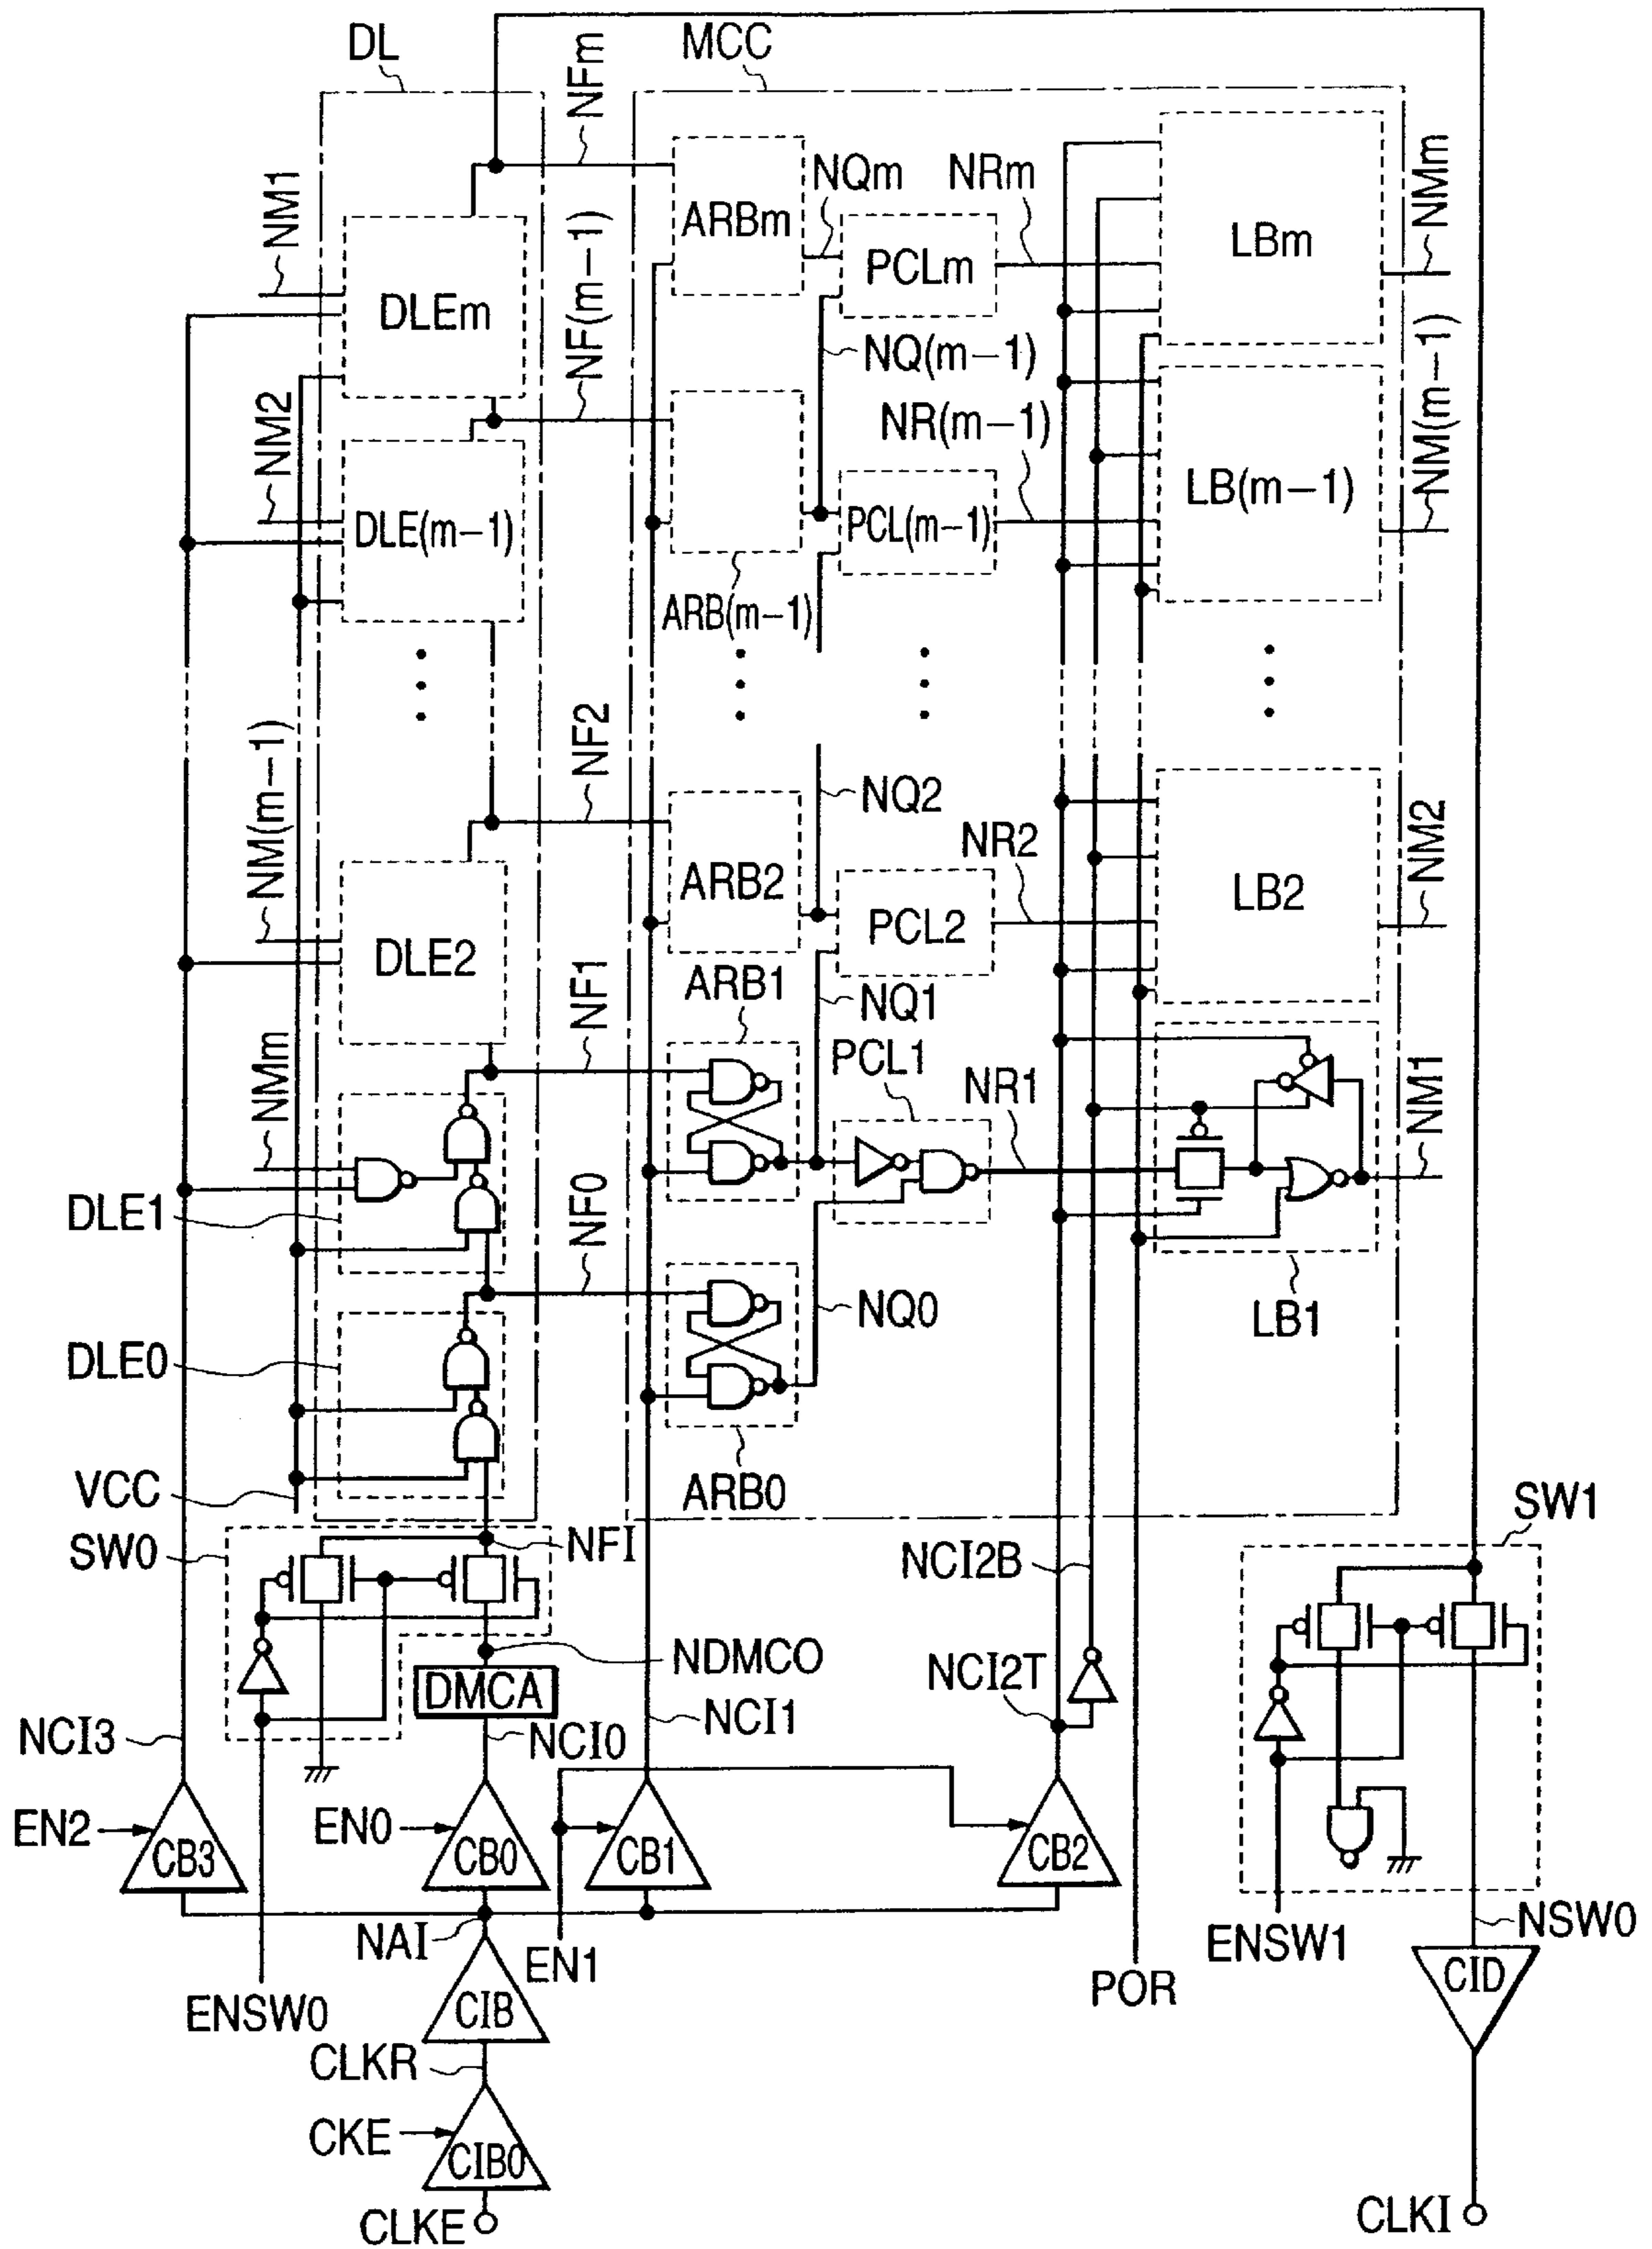 DL
MCC
NFm
NM1
ARBm
NQm
NRm
LBm
NMm
DLEm
PCLm
NF(m-1)
NQ(m-1)
NM2
NR(m-1)
NM(m-1)
DLE(m-1)
PCL(m-1)
LB(m-1)
ARB(m-1)
NM(m-1)
NF2
NQ2
ARB2
NR2
LB2
NM2
DLE2
PCL2
NF1
ARB1
NQ1
PCL1
NMm
NR1
NM1
DLE1
NF0
NQ0
LB1
DLE0
VCC
ARB0
SW0
NFI
NCI2B
SW1
NDMCO
DMCA
NCI2T
NCI3
NCI0
NCI1
EN2
CB3
EN0
CB0
CB1
CB2
NAI
EN1
ENSW1
NSW0
ENSW0
CIB
POR
CID
CLKR
CKE
CIB0
CLKE
CLKI